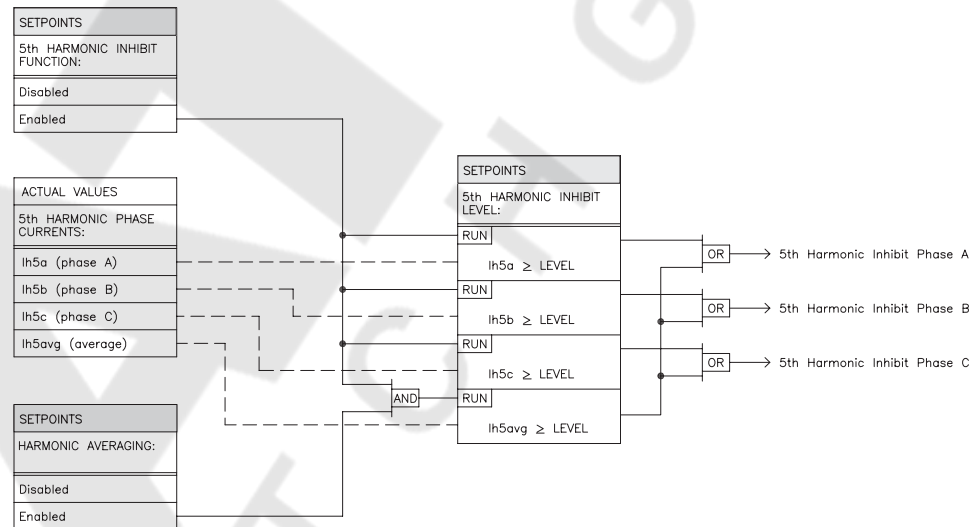 SETPOINTS
5th HARMONIC INHIBIT
FUNCTION:
Disabled
Enabled
ACTUAL VALUES
5th HARMONIC PHASE
CURRENTS:
Ih5a (phase A)
Ih5b (phase B)
Ih5c (phase C)
Ih5avg (average)
SETPOINTS
HARMONIC AVERAGING:
Disabled
Enabled
AND
SETPOINTS
5th HARMONIC INHIBIT
LEVEL:
RUN
Ih5a ≥ LEVEL
RUN
Ih5b ≥ LEVEL
RUN
Ih5c ≥ LEVEL
RUN
Ih5avg ≥ LEVEL
OR
5th Harmonic Inhibit Phase A
OR
5th Harmonic Inhibit Phase B
OR
5th Harmonic Inhibit Phase C